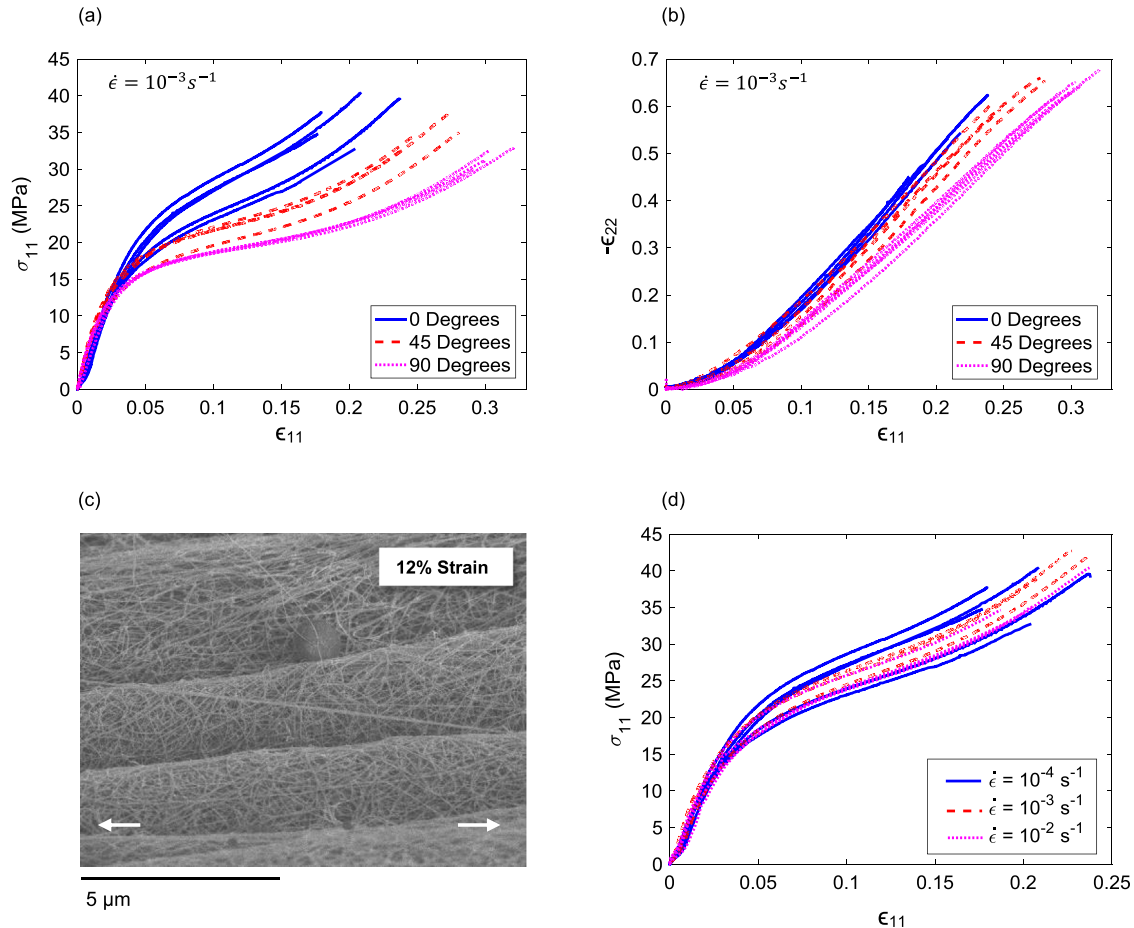 (a)
45
40
35
30
25
20
15
10
5
0
σ11 (MPa)
ϵ̇ = 10⁻³s⁻¹
0 Degrees
45 Degrees
90 Degrees
0 0.05 0.1 0.15 0.2 0.25 0.3
ϵ11
(b)
0.7
0.6
0.5
0.4
0.3
0.2
0.1
0
-ϵ22
ϵ̇ = 10⁻³s⁻¹
0 Degrees
45 Degrees
90 Degrees
0 0.05 0.1 0.15 0.2 0.25 0.3
ϵ11
(c)
12% Strain
5 µm
(d)
45
40
35
30
25
20
15
10
5
0
σ11 (MPa)
ϵ̇ = 10⁻⁴ s⁻¹
ϵ̇ = 10⁻³ s⁻¹
ϵ̇ = 10⁻² s⁻¹
0 0.05 0.1 0.15 0.2 0.25
ϵ11